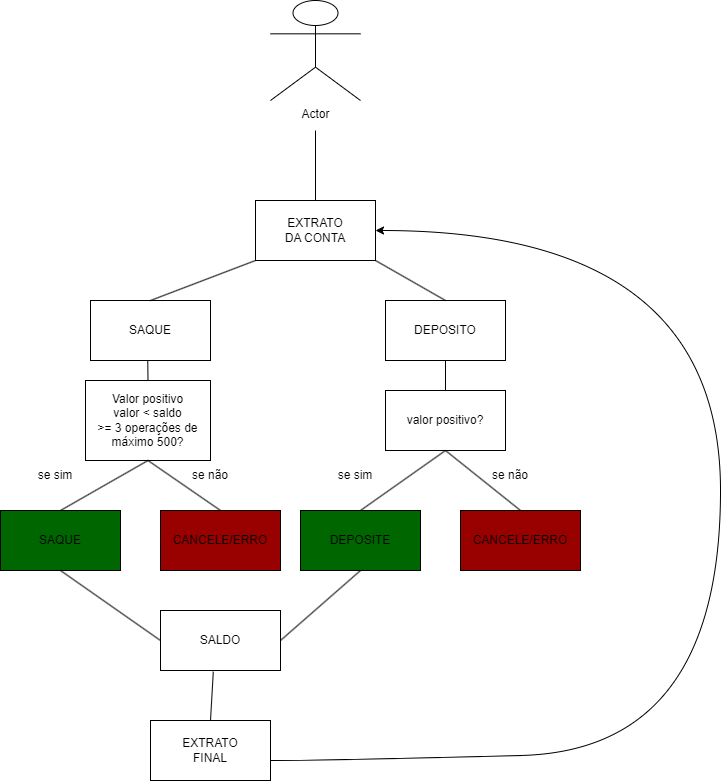 Actor
EXTRATO
DA CONTA
SAQUE
DEPOSITO
Valor positivo
valor < saldo
>= 3 operações de
máximo 500?
valor positivo?
se sim
se não
se sim
se não
SAQUE
CANCELE/ERRO
DEPOSITE
CANCELE/ERRO
SALDO
EXTRATO
FINAL